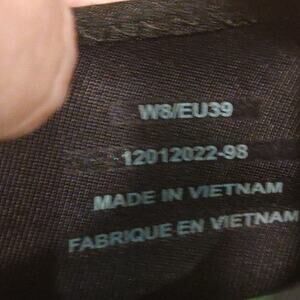 W8/EU39
12012022-98
MADE IN VIETNAM
FABRIQUE EN VIETNAM